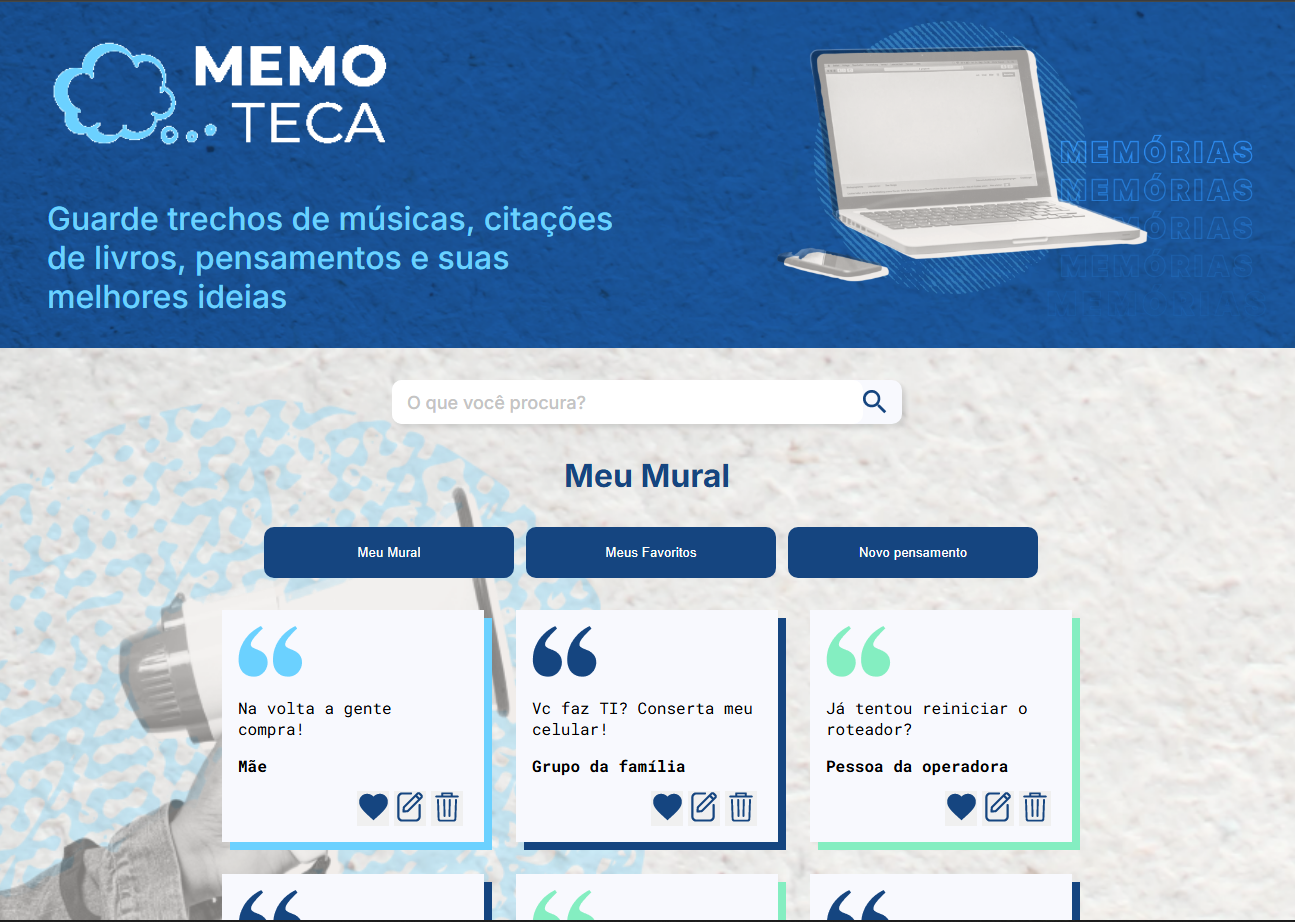 MEMO
TECA
Guarde trechos de músicas, citações
de livros, pensamentos e suas
melhores ideias
MEMÓRIAS
MEMÓRIAS
MEMÓRIAS
MEMÓRIAS
O que você procura?
Meu Mural
Meu Mural
Meus Favoritos
Novo pensamento
Na volta a gente
compra!
Mãe
Vc faz TI? Conserta meu
celular!
Grupo da família
Já tentou reiniciar o
roteador?
Pessoa da operadora